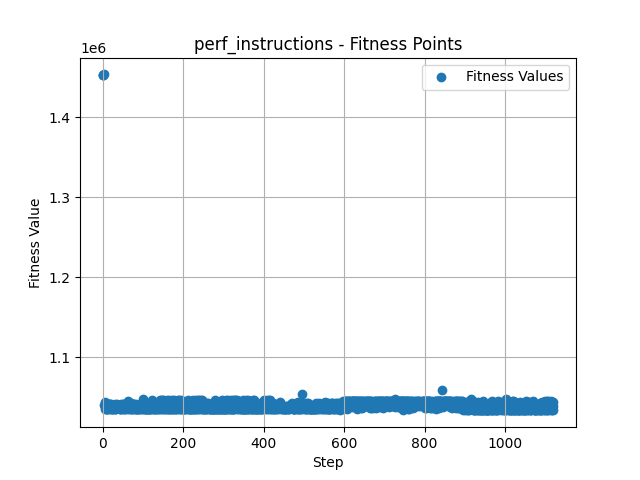 perf_instructions - Fitness Points
1e6
Fitness Values
1.4
1.3
1.2
1.1
Fitness Value
0 200 400 600 800 1000
Step